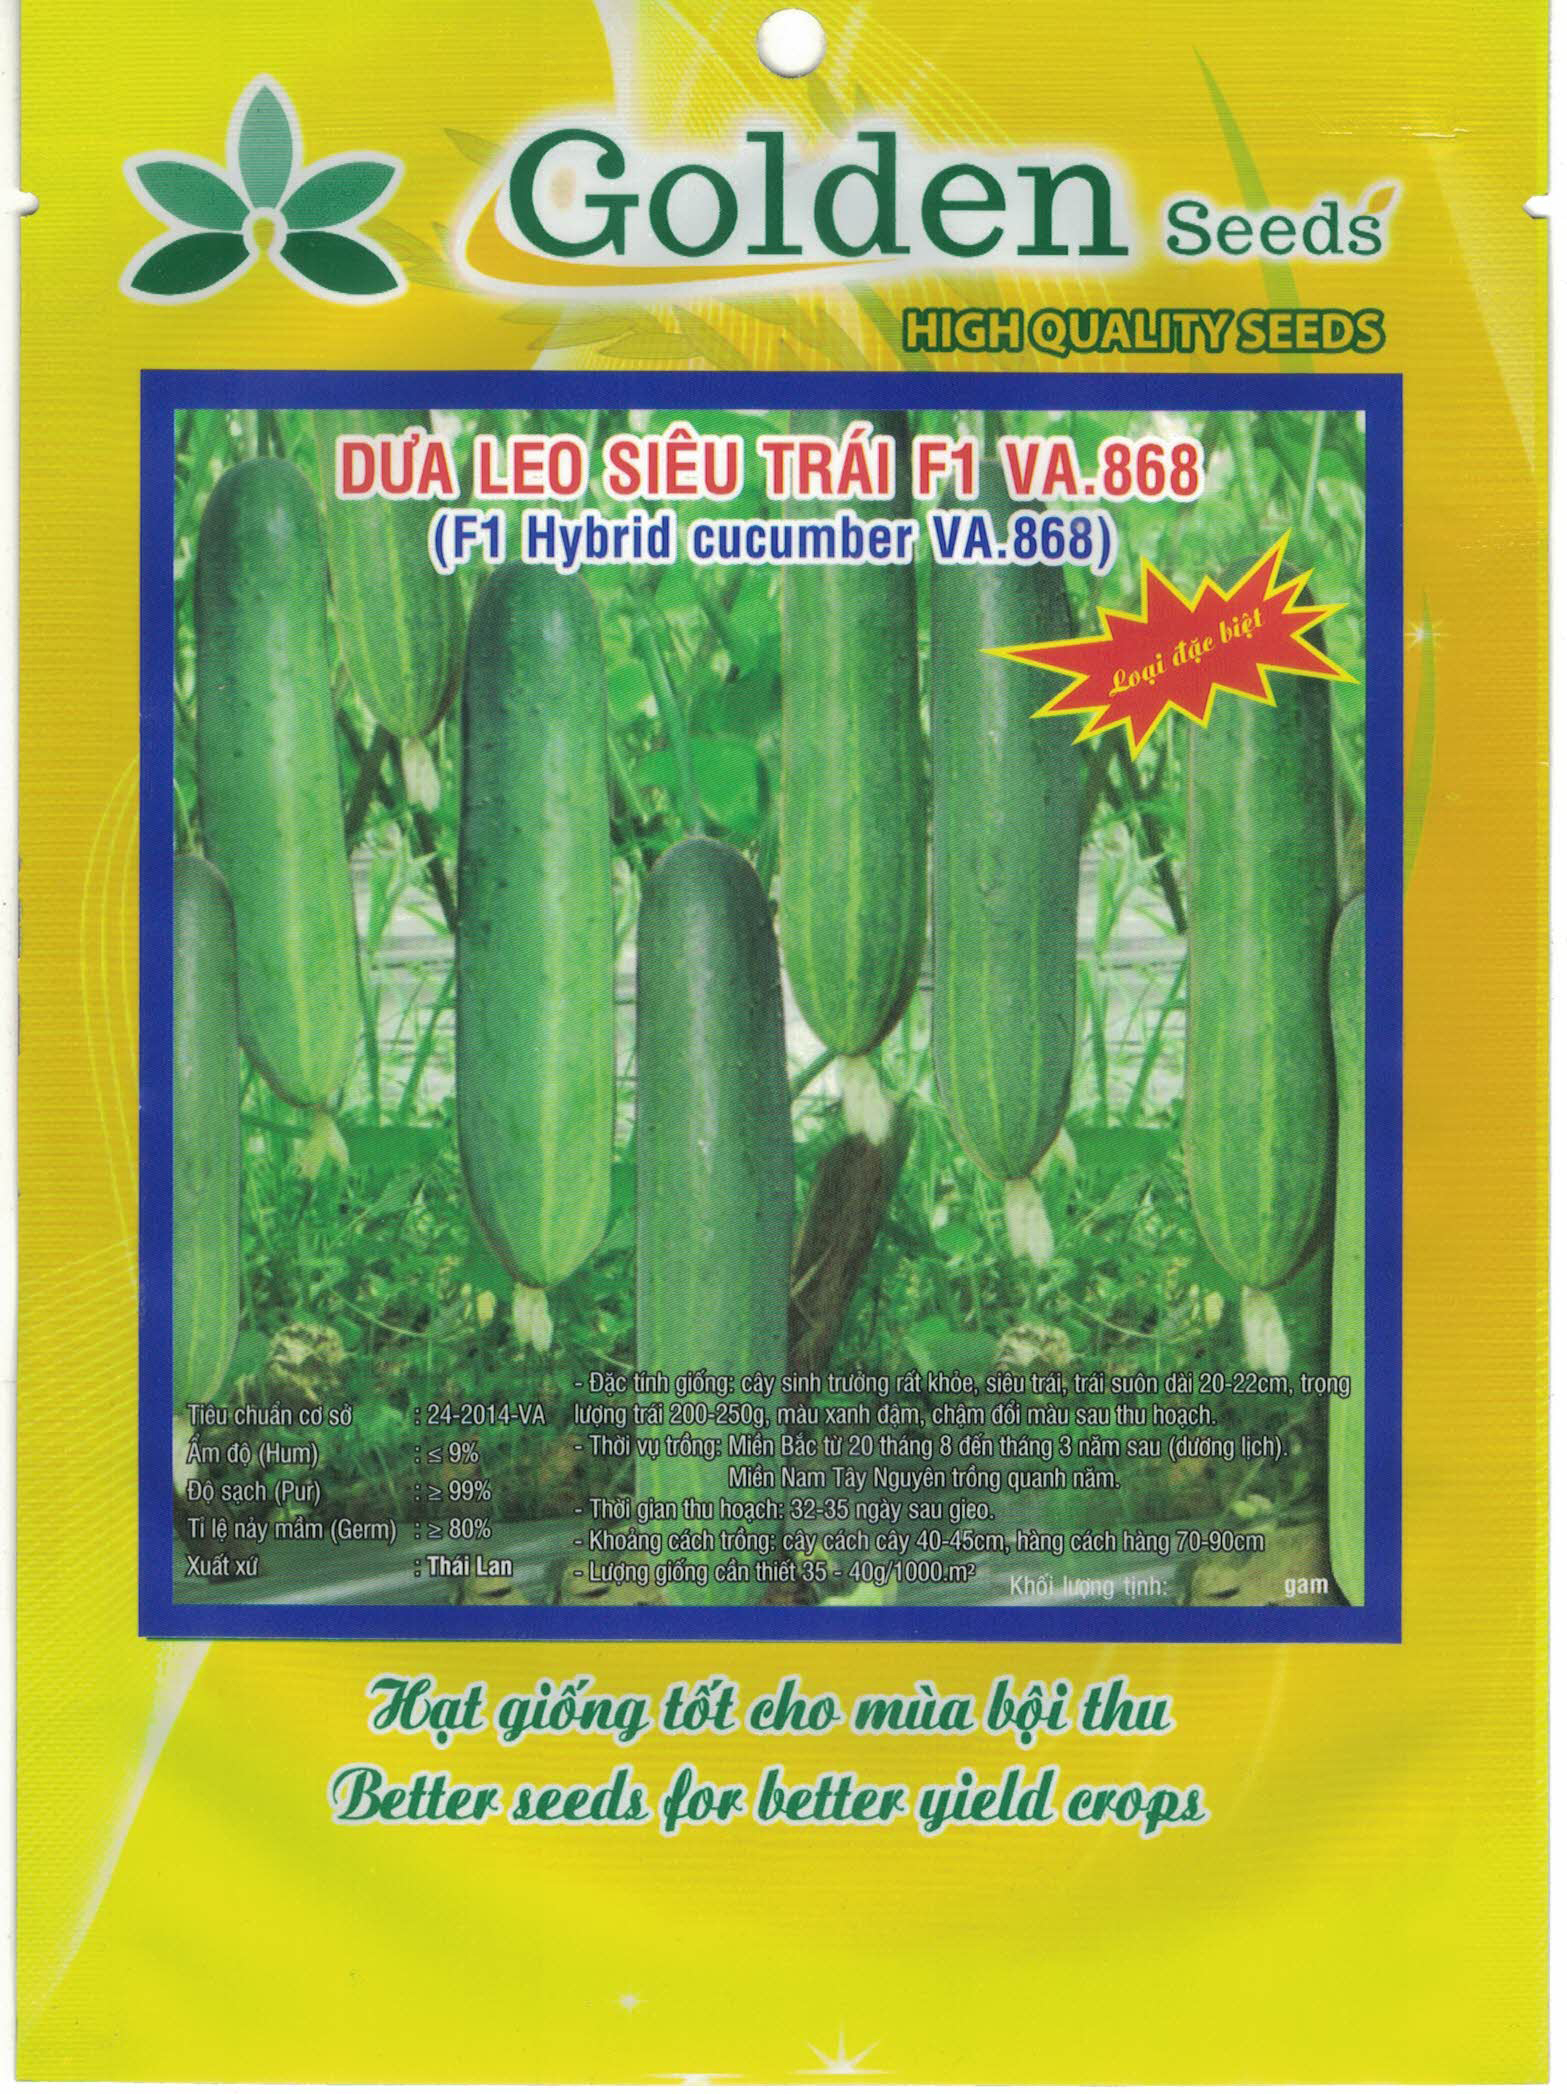 Golden Seeds
HIGH QUALITY SEEDS
DƯA LEO SIÊU TRÁI F1 VA.868
(F1 Hybrid cucumber VA.868)
Loại đặc biệt
Tiêu chuẩn cơ sở : 24-2014-VA
Ẩm độ (Hum) : ≤ 9%
Độ sạch (Pur) : ≥ 99%
Tỉ lệ nảy mầm (Germ) : ≥ 80%
Xuất xứ : Thái Lan
- Đặc tính giống: cây sinh trưởng rất khỏe, siêu trái, trái suôn dài 20-22cm, trọng
lượng trái 200-250g, màu xanh đậm, chậm đổi màu sau thu hoạch.
- Thời vụ trồng: Miền Bắc từ 20 tháng 8 đến tháng 3 năm sau (dương lịch).
Miền Nam Tây Nguyên trồng quanh năm.
- Thời gian thu hoạch: 32-35 ngày sau gieo.
- Khoảng cách trồng: cây cách cây 40-45cm, hàng cách hàng 70-90cm
- Lượng giống cần thiết 35 - 40g/1000.m²
Khối lượng tịnh: gam
Hạt giống tốt cho mùa bội thu
Better seeds for better yield crops